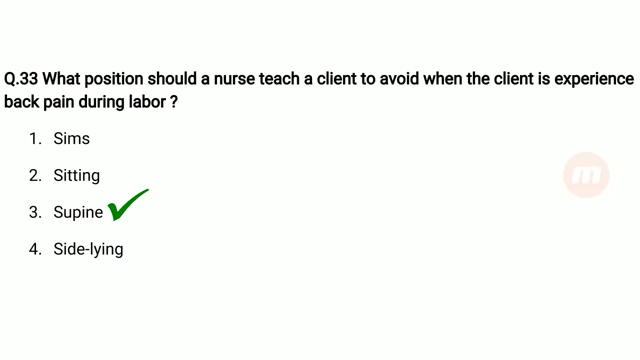 Q.33 What position should a nurse teach a client to avoid when the client is experience
back pain during labor ?
1. Sims
2. Sitting
3. Supine
4. Side-lying